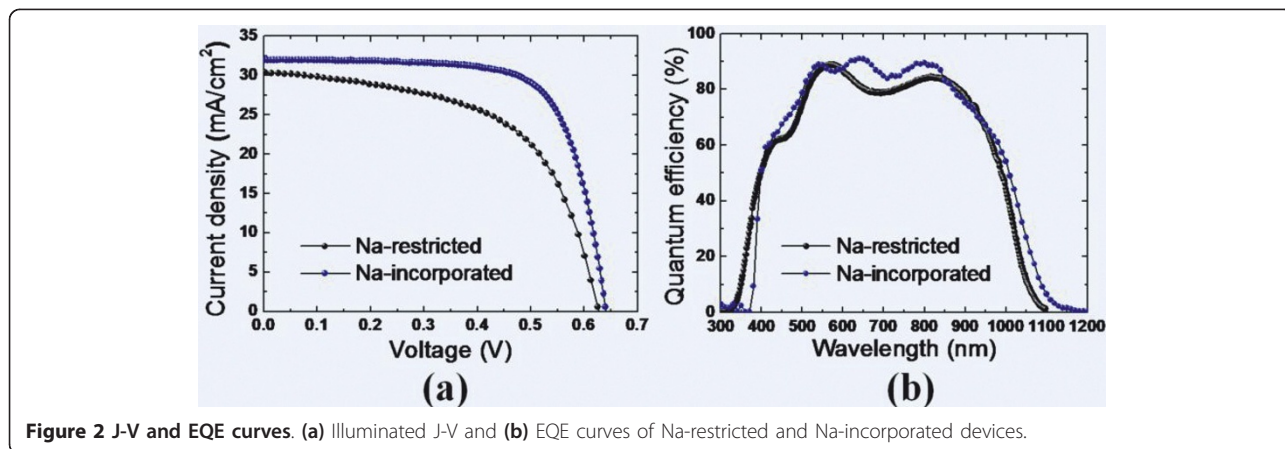 35
30
25
20
15
10
5
0
0.0 0.1 0.2 0.3 0.4 0.5 0.6 0.7
Current density (mA/cm²)
Voltage (V)
Na-restricted
Na-incorporated
(a)
100
80
60
40
20
0
300 400 500 600 700 800 900 1000 1100 1200
Quantum efficiency (%)
Wavelength (nm)
Na-restricted
Na-incorporated
(b)
Figure 2 J-V and EQE curves. (a) Illuminated J-V and (b) EQE curves of Na-restricted and Na-incorporated devices.